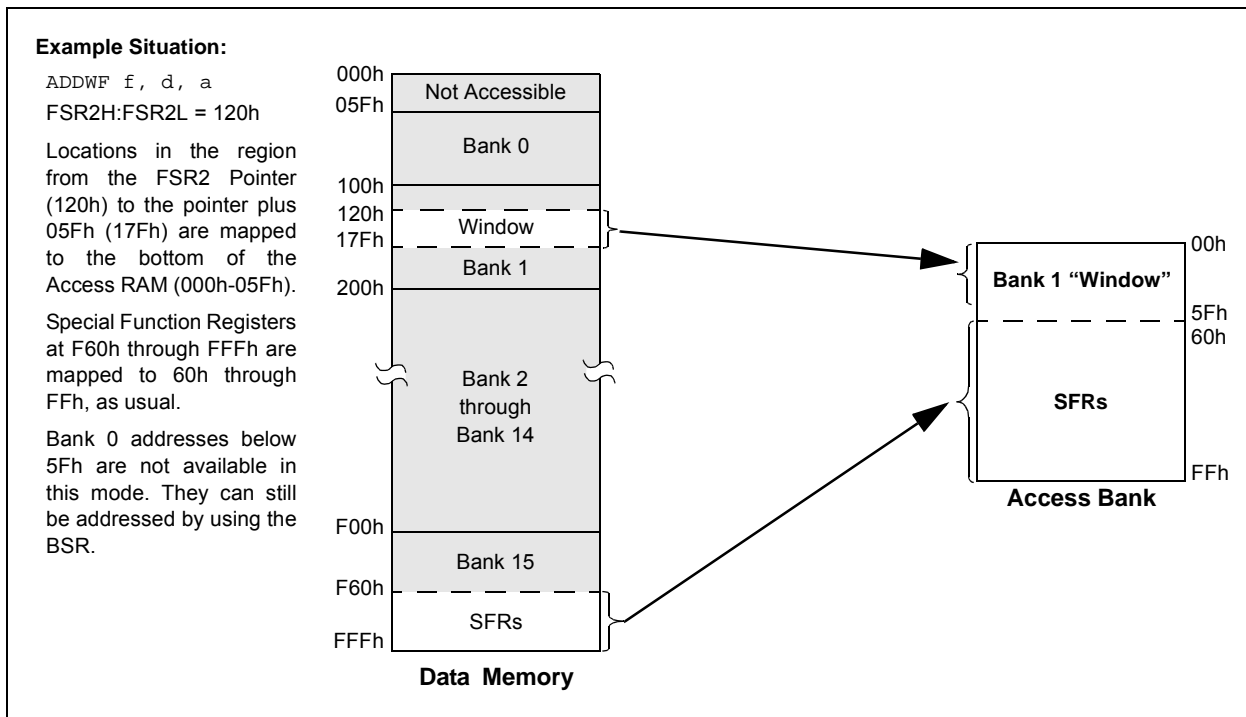 Example Situation:
ADDWF f, d, a
FSR2H:FSR2L = 120h
Locations in the region
from the FSR2 Pointer
(120h) to the pointer plus
05Fh (17Fh) are mapped
to the bottom of the
Access RAM (000h-05Fh).
Special Function Registers
at F60h through FFFh are
mapped to 60h through
FFh, as usual.
Bank 0 addresses below
5Fh are not available in
this mode. They can still
be addressed by using the
BSR.
000h
Not Accessible
05Fh
Bank 0
100h
120h
Window
17Fh
Bank 1
200h
Bank 2
through
Bank 14
F00h
Bank 15
F60h
SFRs
FFFh
Data Memory
00h
Bank 1 “Window”
5Fh
60h
SFRs
FFh
Access Bank